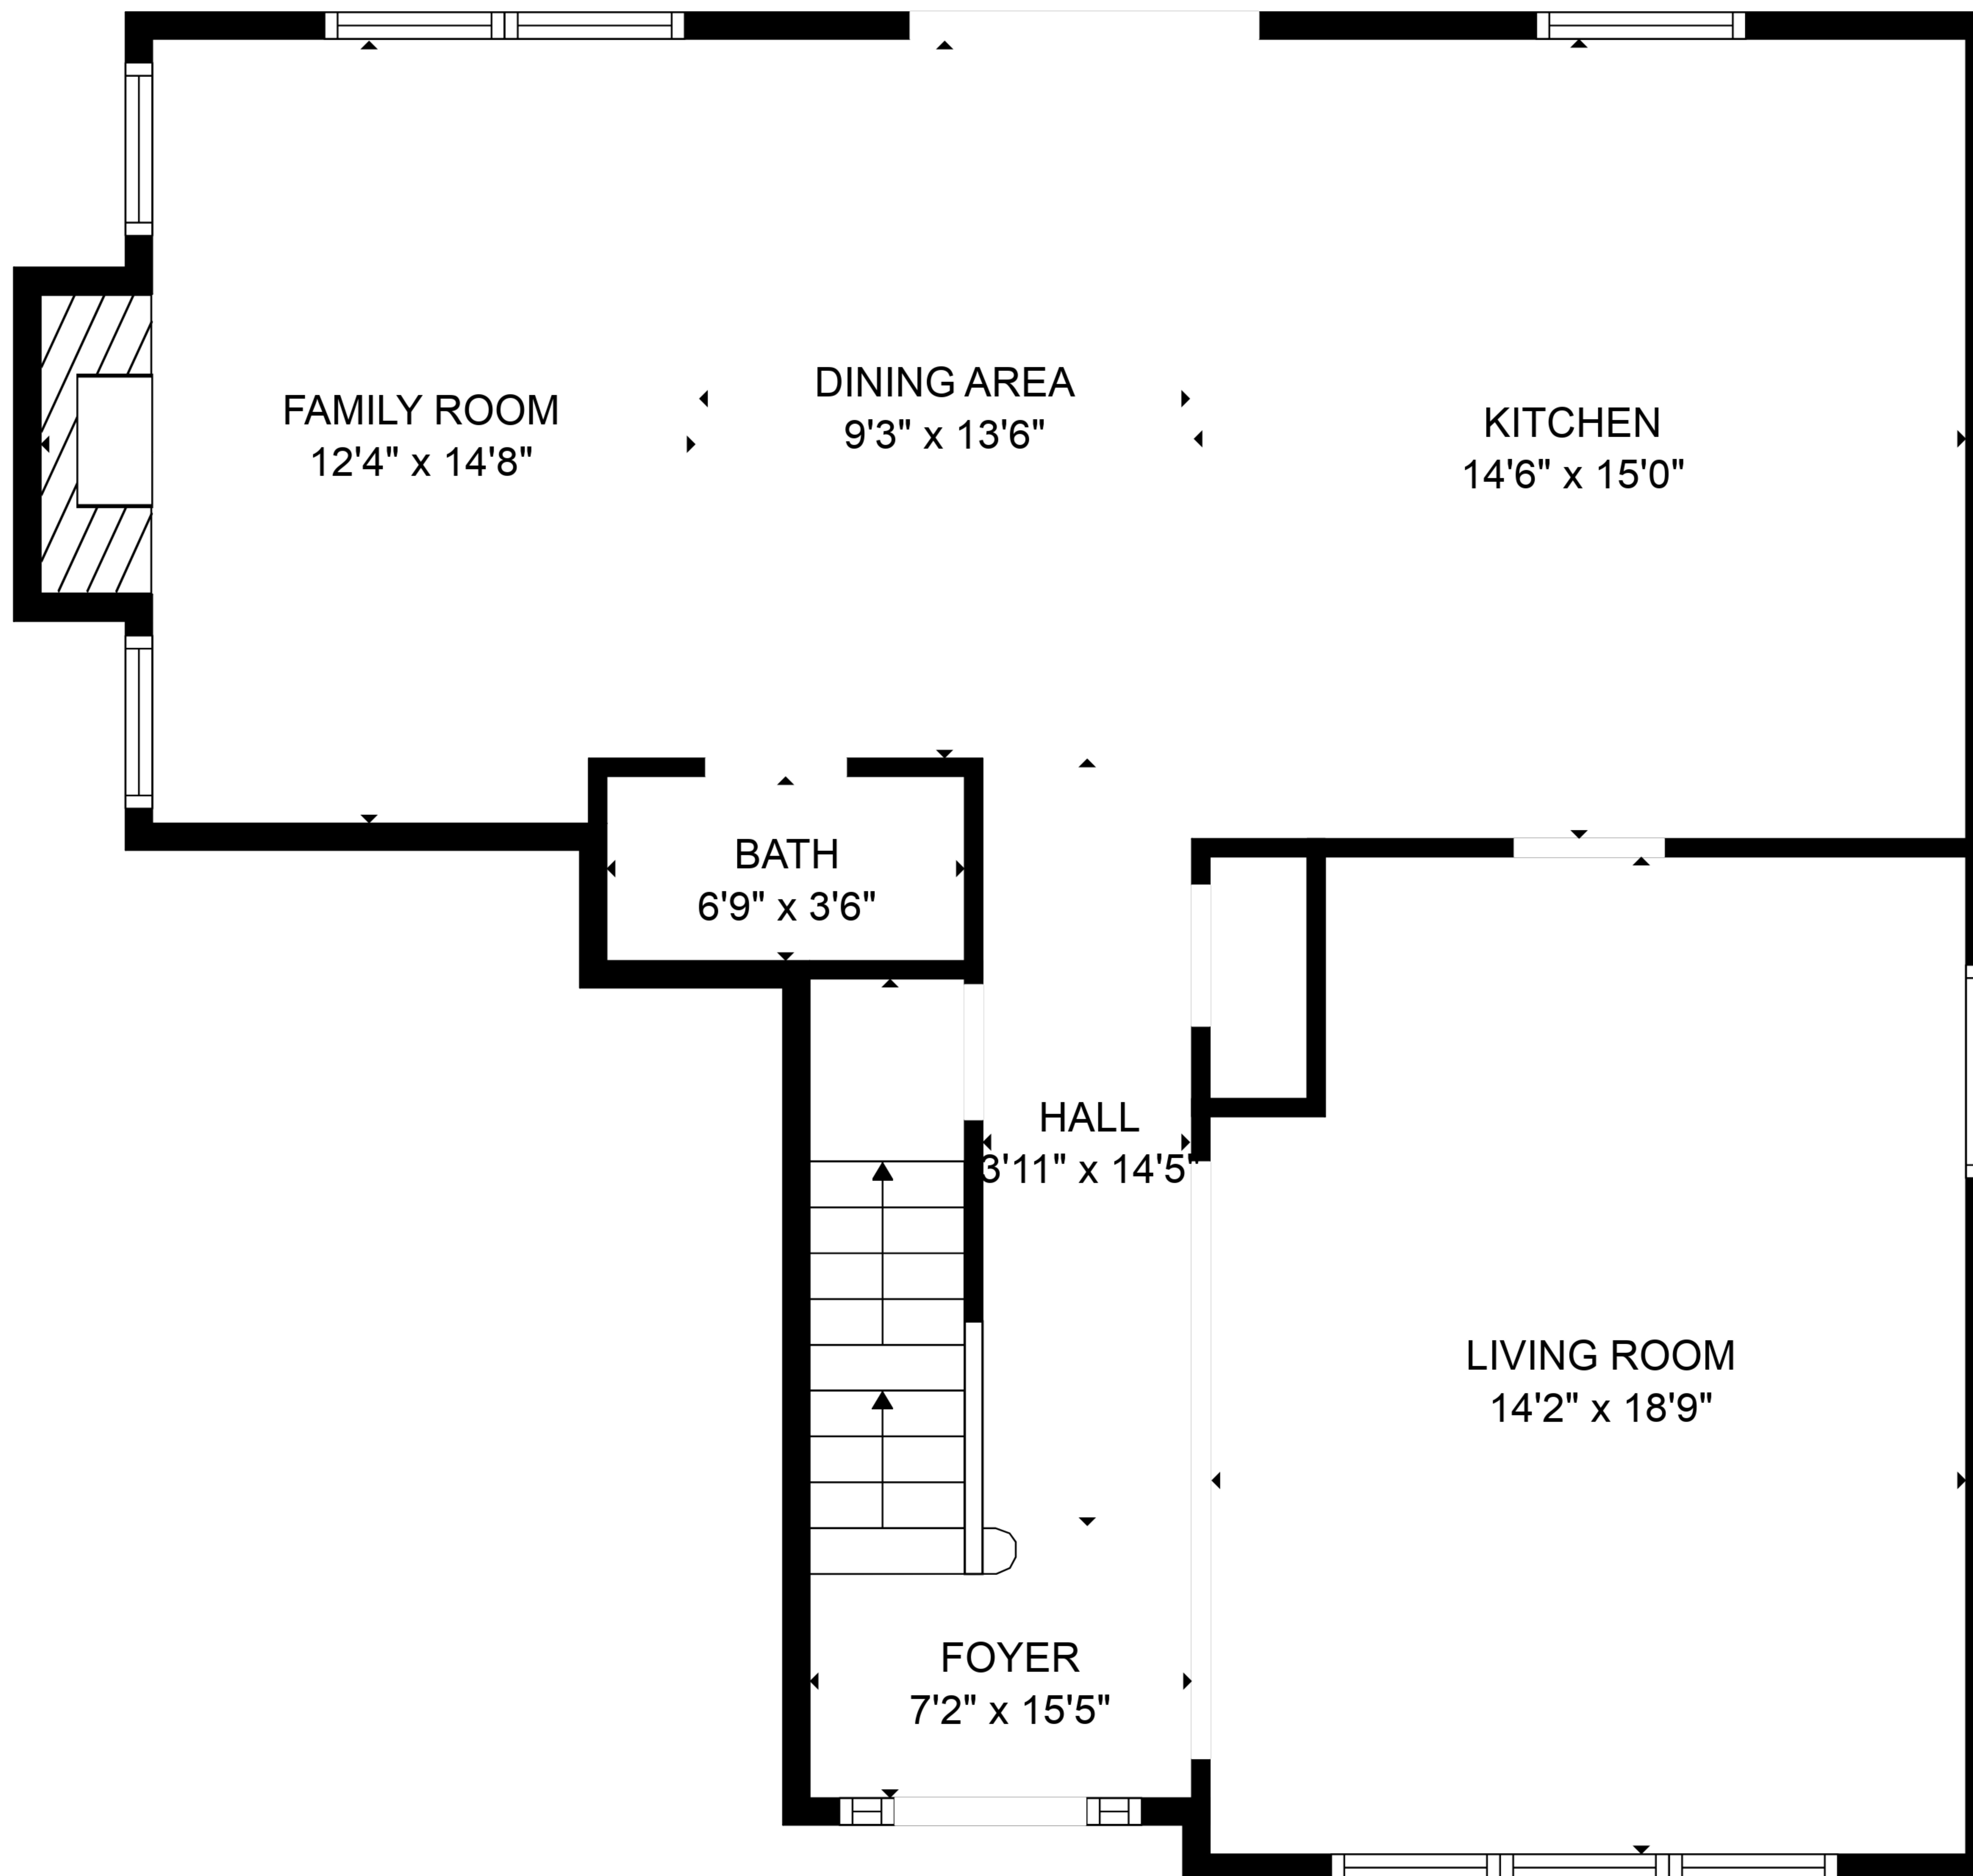 FAMILY ROOM
12'4" x 14'8"
DINING AREA
9'3" x 13'6"
KITCHEN
14'6" x 15'0"
BATH
6'9" x 3'6"
HALL
3'11" x 14'5"
LIVING ROOM
14'2" x 18'9"
FOYER
7'2" x 15'5"